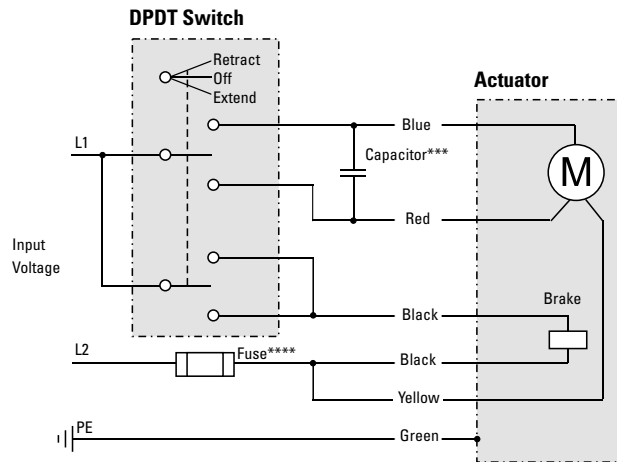 DPDT Switch
Retract
Off
Extend
Actuator
L1
Blue
Capacitor***
M
Red
Input
Voltage
Brake
Black
L2
Fuse****
Black
Yellow
PE
Green